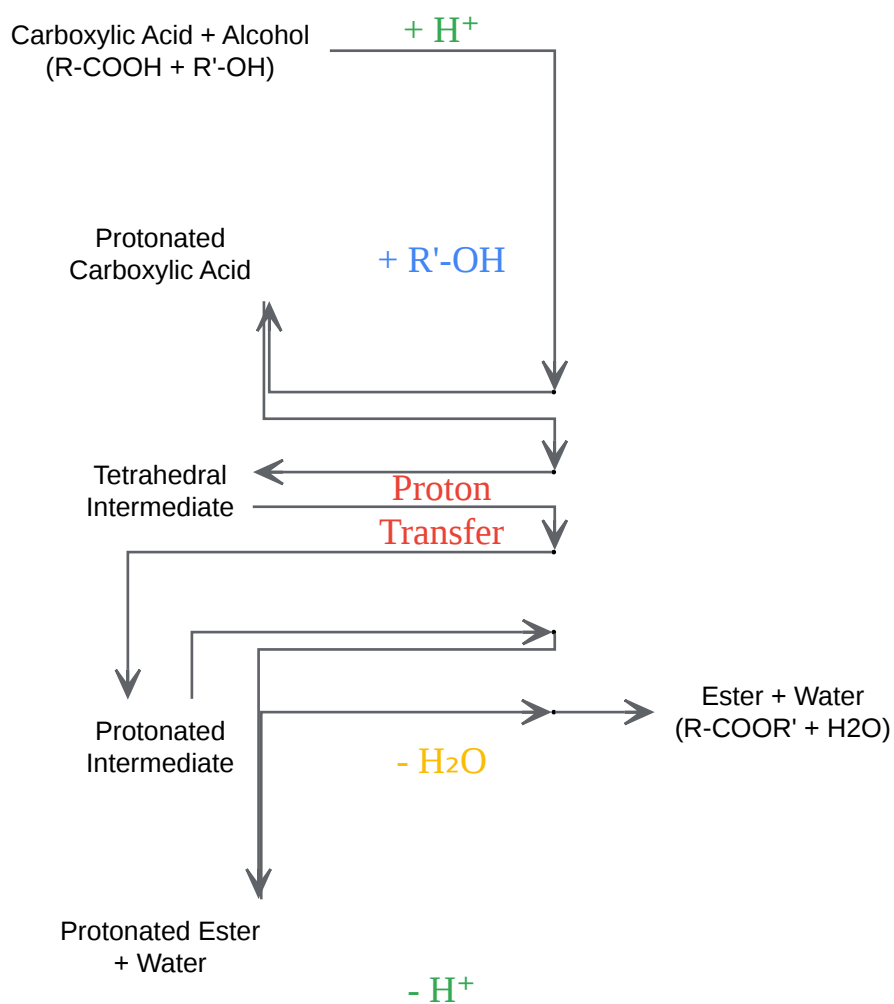 Carboxylic Acid + Alcohol
(R-COOH + R'-OH)
+ H⁺
Protonated
Carboxylic Acid
+ R'-OH
Tetrahedral
Intermediate
Proton
Transfer
Protonated
Intermediate
- H₂O
Ester + Water
(R-COOR' + H2O)
Protonated Ester
+ Water
- H⁺